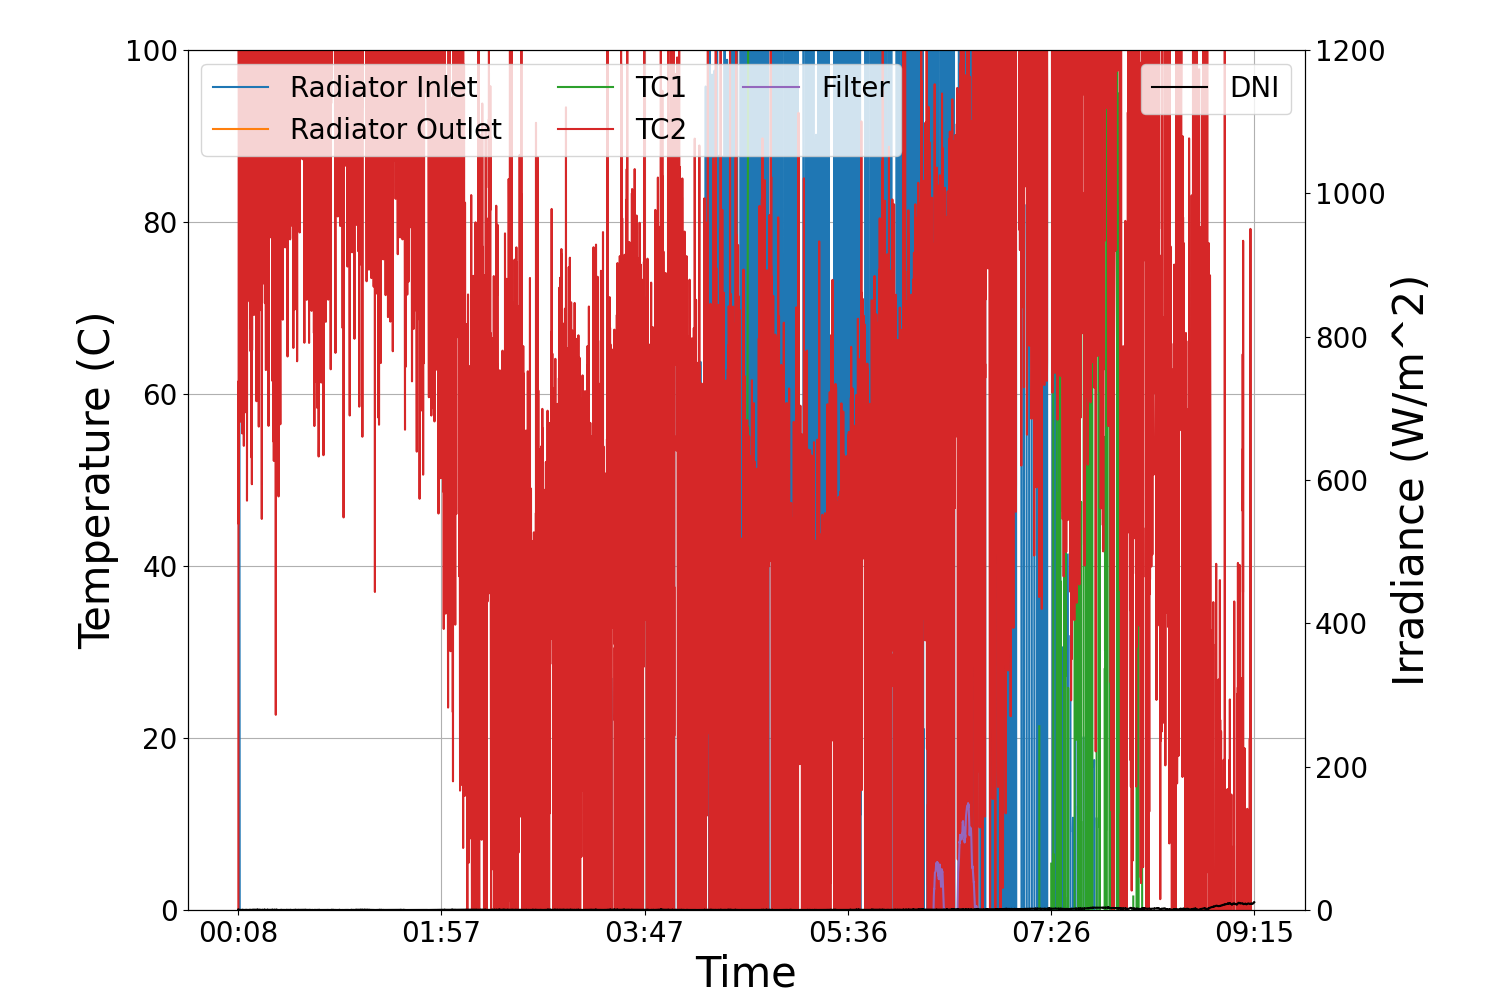 100
80
60
40
20
0
Temperature (C)
Radiator Inlet
Radiator Outlet
TC1
TC2
Filter
DNI
1200
1000
800
600
400
200
0
Irradiance (W/m^2)
00:08 01:57 03:47 05:36 07:26 09:15
Time